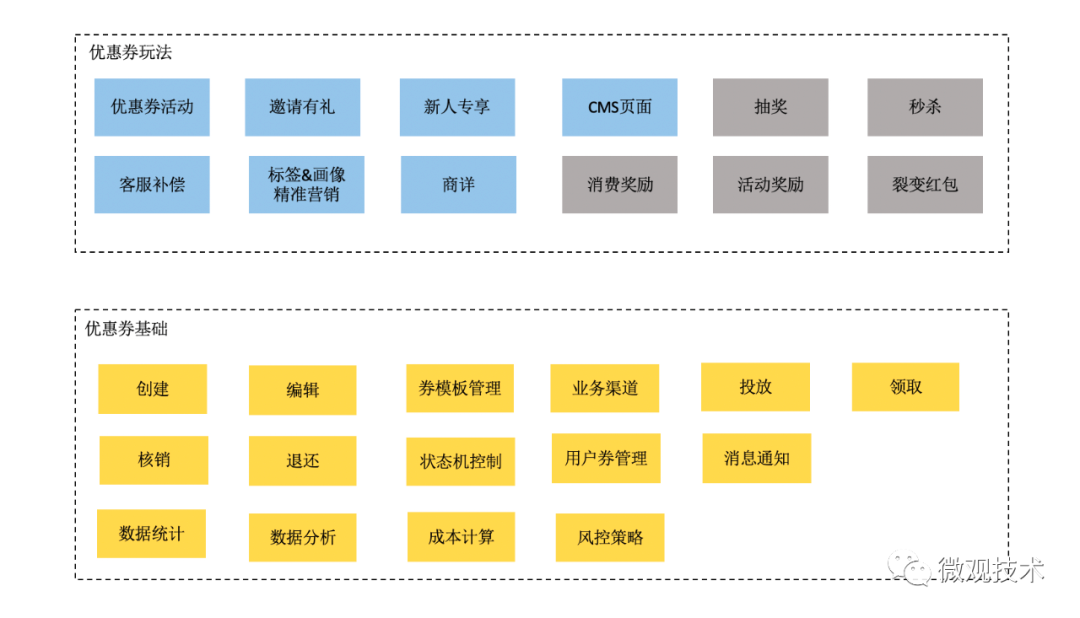 优惠券玩法
优惠券活动
邀请有礼
新人专享
CMS页面
抽奖
秒杀
客服补偿
标签&画像
精准营销
商详
消费奖励
活动奖励
裂变红包
优惠券基础
创建
编辑
券模板管理
业务渠道
投放
领取
核销
退还
状态机控制
用户券管理
消息通知
数据统计
数据分析
成本计算
风控策略
微观技术